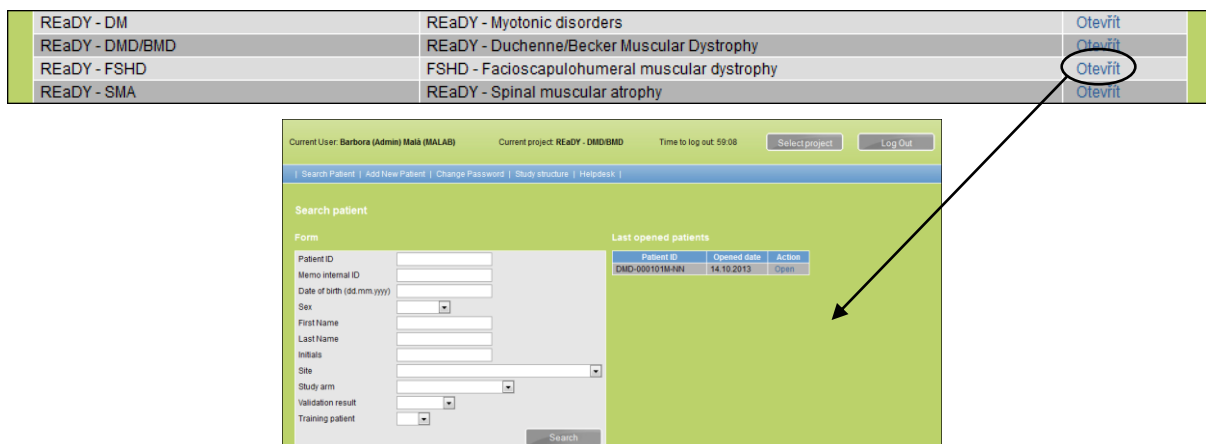 REaDY - DM REaDY - Myotonic disorders Otevřít
REaDY - DMD/BMD REaDY - Duchenne/Becker Muscular Dystrophy Otevřít
REaDY - FSHD FSHD - Facioscapulohumeral muscular dystrophy Otevřít
REaDY - SMA REaDY - Spinal muscular atrophy Otevřít
Current User: Barbora (Admin) Malà (MALAB) Current project: REaDY - DMD/BMD Time to log out: 59:08 Select project Log Out
| Search Patient | Add New Patient | Change Password | Study structure | Helpdesk |
Search patient
Form Last opened patients
Patient ID Patient ID Opened date Action
DMD-000101M-NN 14.10.2013 Open
Memo internal ID
Date of birth (dd.mm.yyyy)
Sex
First Name
Last Name
Initials
Site
Study arm
Validation result
Training patient
Search